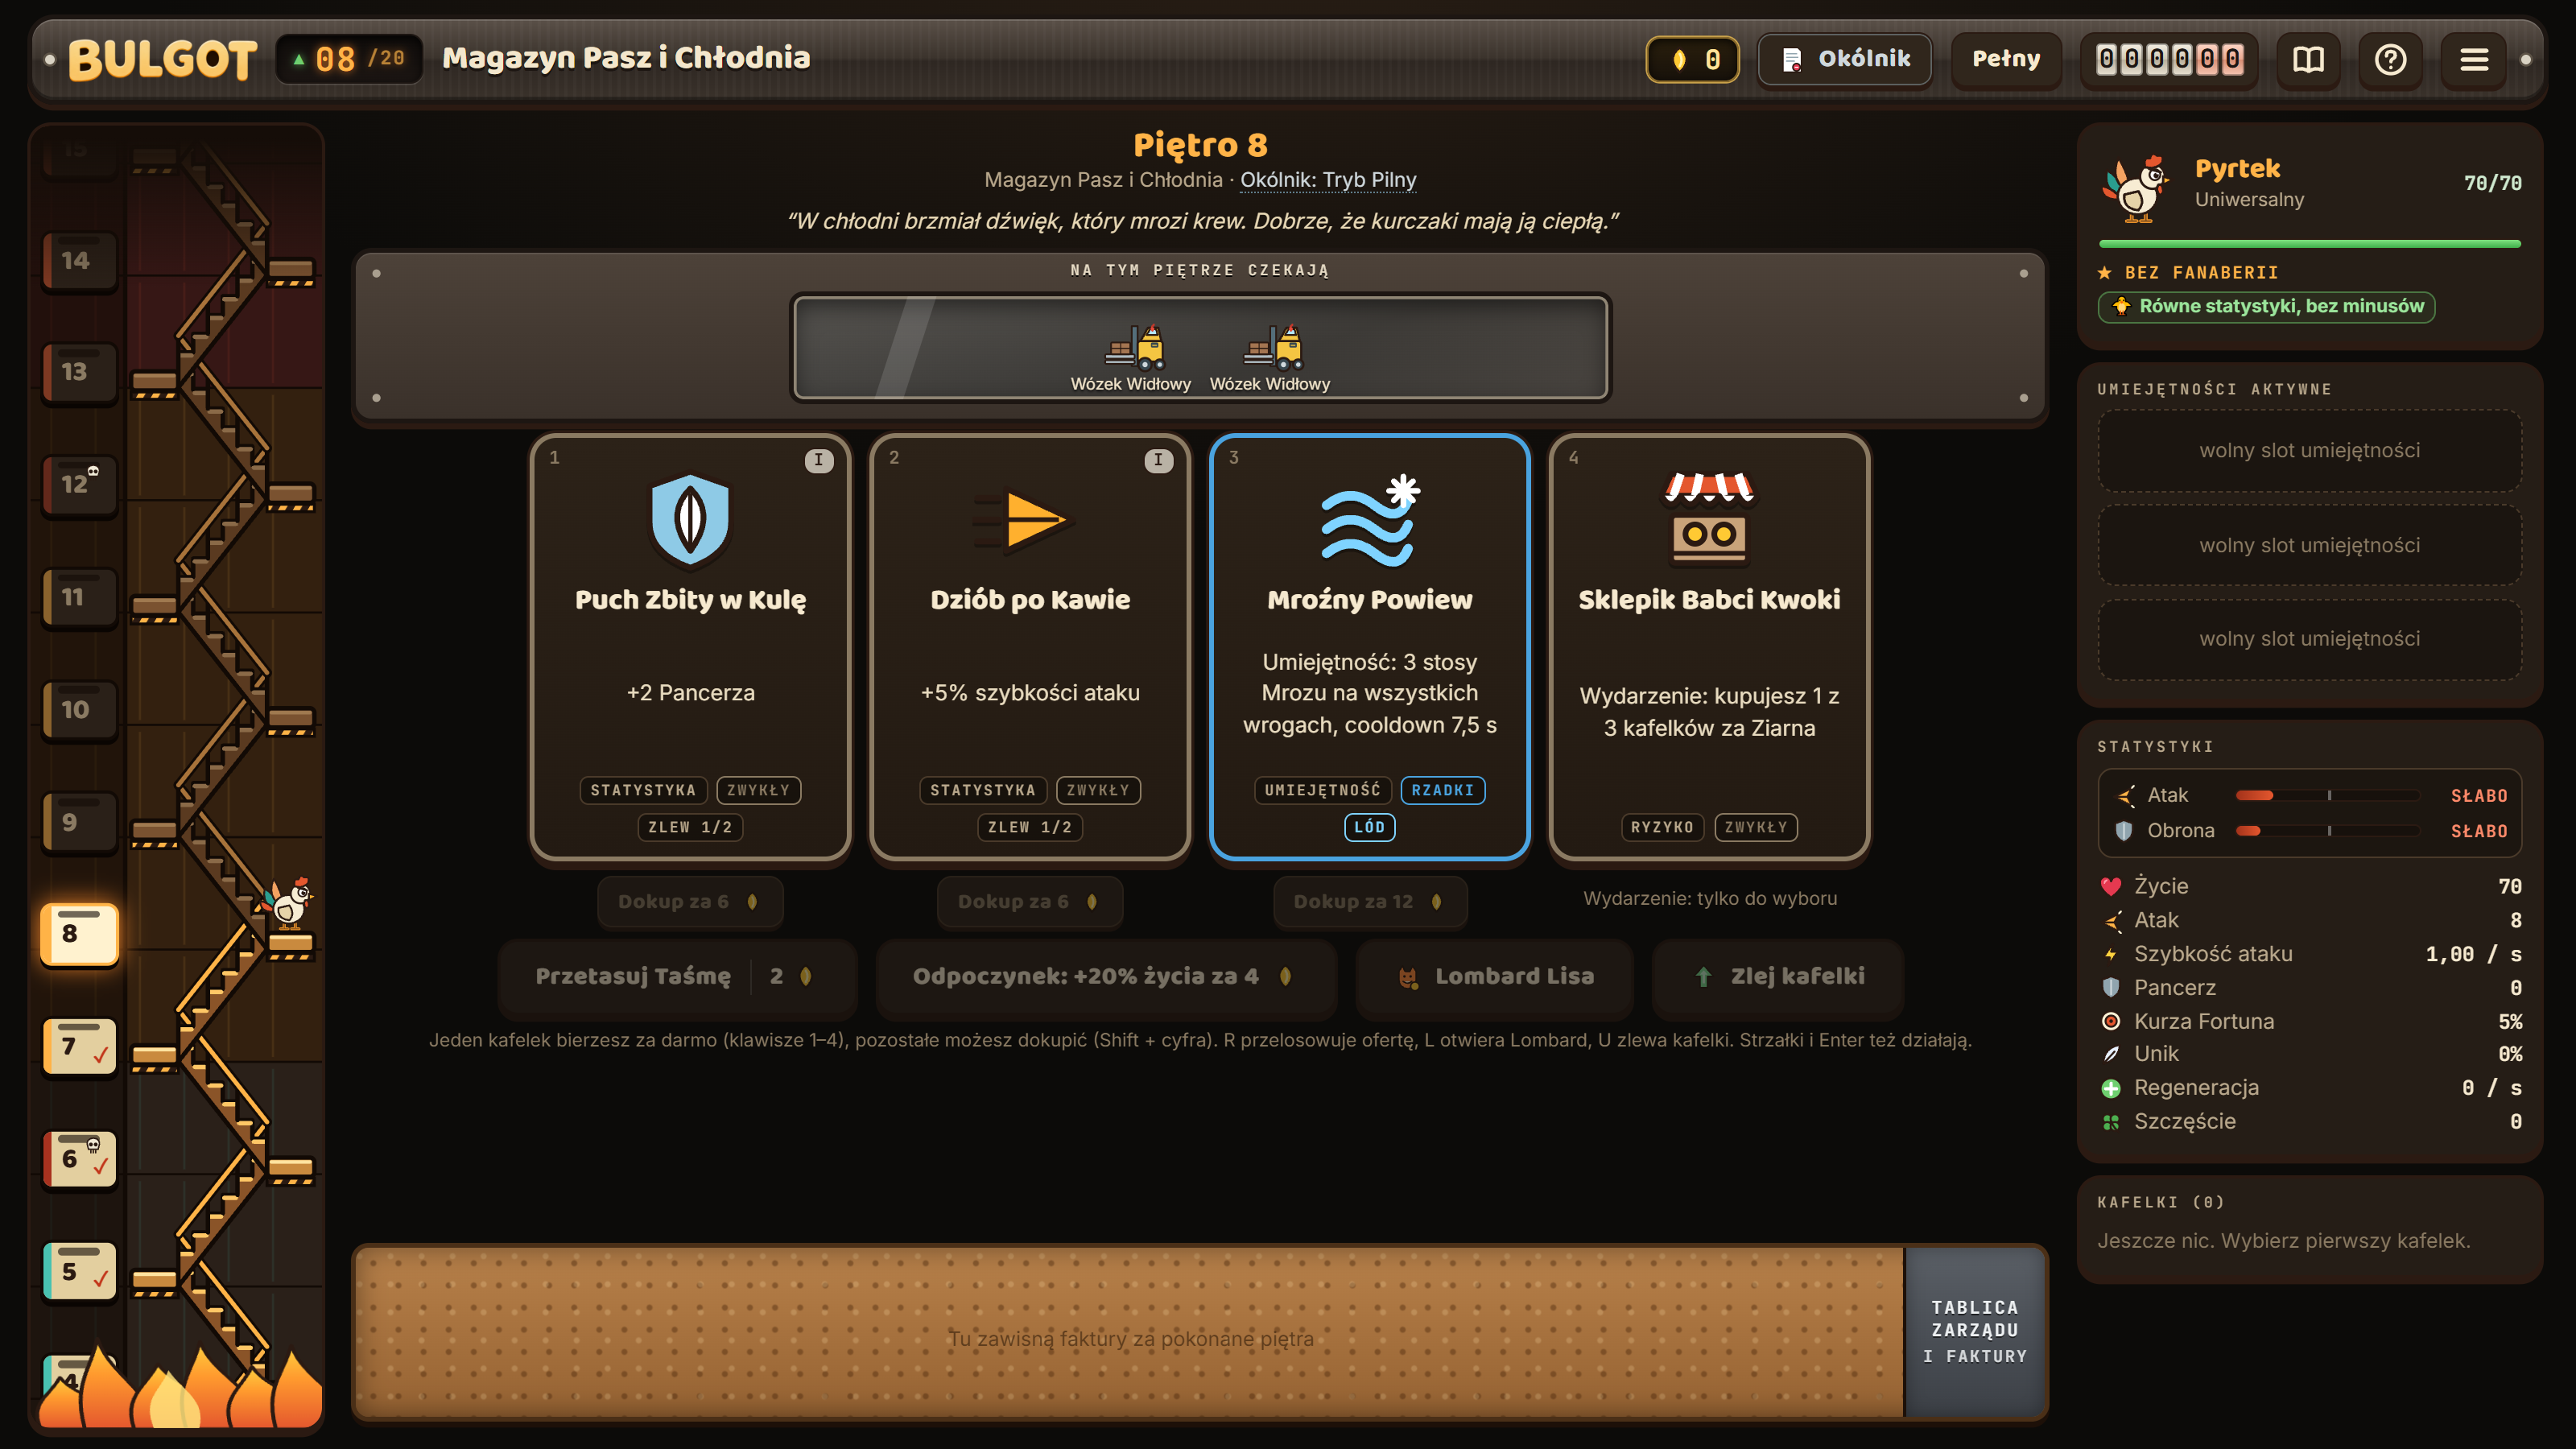 BULGOT
▲ 08 /20
Magazyn Pasz i Chłodnia
0
Okólnik
Pełny
000000
15
14
13
12
11
10
9
8
7
6
5
4
Piętro 8
Magazyn Pasz i Chłodnia · Okólnik: Tryb Pilny
“W chłodni brzmiał dźwięk, który mrozi krew. Dobrze, że kurczaki mają ją ciepłą.”
NA TYM PIĘTRZE CZEKAJĄ
Wózek Widłowy
Wózek Widłowy
1
I
Puch Zbity w Kulę
+2 Pancerza
STATYSTYKA
ZWYKŁY
ZLEW 1/2
Dokup za 6
2
I
Dziób po Kawie
+5% szybkości ataku
STATYSTYKA
ZWYKŁY
ZLEW 1/2
Dokup za 6
3
Mroźny Powiew
Umiejętność: 3 stosy
Mrozu na wszystkich
wrogach, cooldown 7,5 s
UMIEJĘTNOŚĆ
RZADKI
LÓD
Dokup za 12
4
Sklepik Babci Kwoki
Wydarzenie: kupujesz 1 z
3 kafelków za Ziarna
RYZYKO
ZWYKŁY
Wydarzenie: tylko do wyboru
Przetasuj Taśmę 2
Odpoczynek: +20% życia za 4
Lombard Lisa
Zlej kafelki
Jeden kafelek bierzesz za darmo (klawisze 1–4), pozostałe możesz dokupić (Shift + cyfra). R przelosowuje ofertę, L otwiera Lombard, U zlewa kafelki. Strzałki i Enter też działają.
Tu zawisną faktury za pokonane piętra
TABLICA
ZARZĄDU
I FAKTURY
Pyrtek
Uniwersalny
70/70
★ BEZ FANABERII
Równe statystyki, bez minusów
UMIEJĘTNOŚCI AKTYWNE
wolny slot umiejętności
wolny slot umiejętności
wolny slot umiejętności
STATYSTYKI
Atak SŁABO
Obrona SŁABO
Życie 70
Atak 8
Szybkość ataku 1,00 / s
Pancerz 0
Kurza Fortuna 5%
Unik 0%
Regeneracja 0 / s
Szczęście 0
KAFELKI (0)
Jeszcze nic. Wybierz pierwszy kafelek.